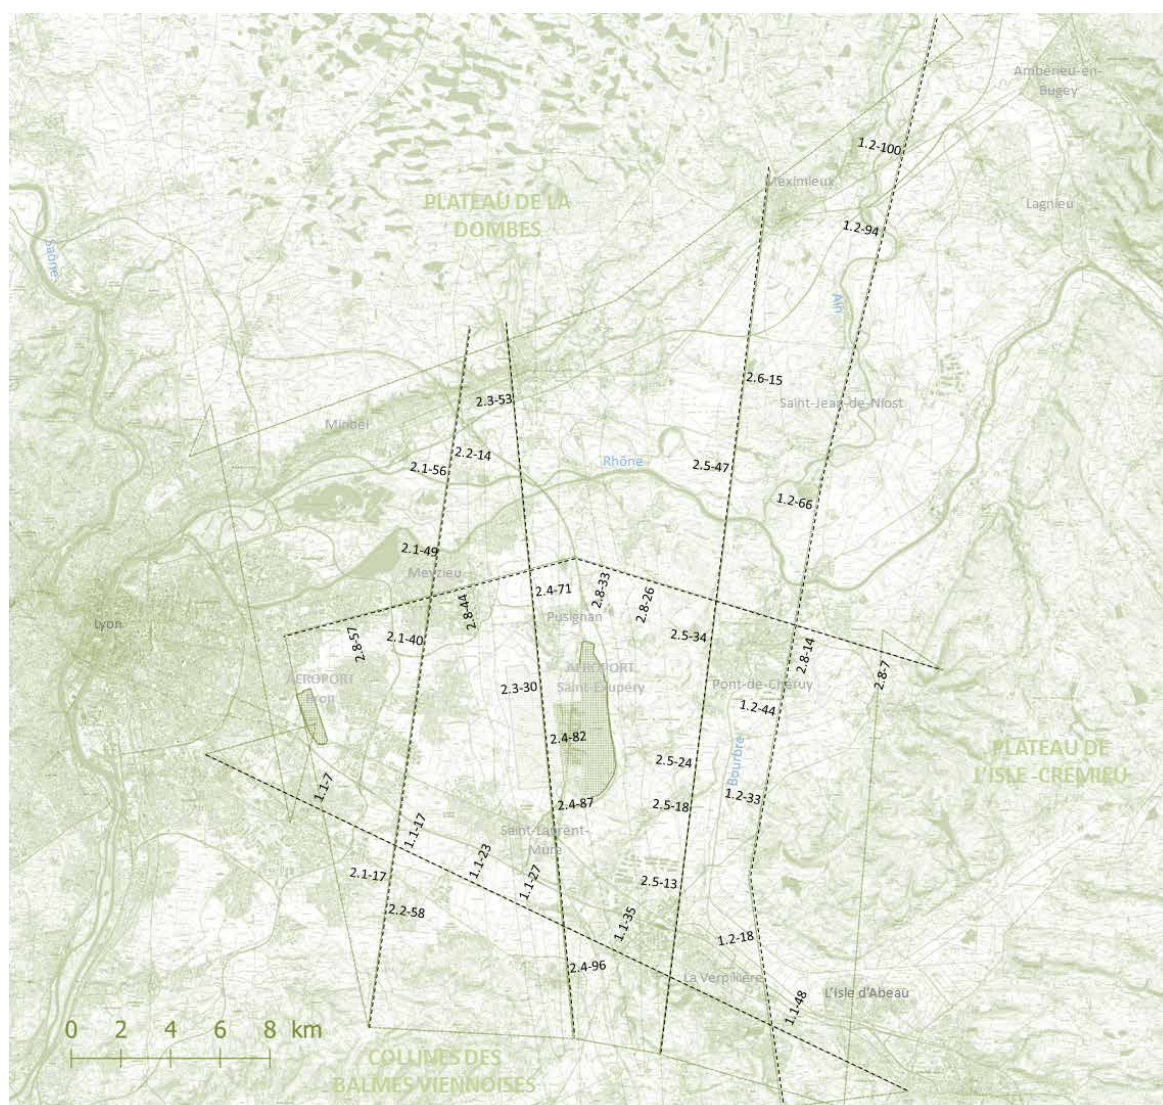 Ambérieu-en-
Bugey
1.2-100
Méximieux
PLATEAU DE LA
DOMBES
Lagnieu
1.2-94
Saône
Ain
2.6-15
2.3-53
Saint-Jean-de-Niost
Miribel
2.2-14
2.1-56
Rhône
2.5-47
1.2-66
2.1-49
Meyzieu
2.4-71
2.8-33
2.8-26
2.8-44
Pusignan
Lyon
2.8-57
2.1-40
2.5-34
2.8-14
2.8-7
AEROPORT
Bron
AEROPORT
Saint-Exupéry
2.3-30
Pont-de-Chéruy
1.2-44
2.4-82
PLATEAU DE
L'ISLE -CREMIEU
Bourbre
2.5-24
1.1-7
2.4-87
2.5-18
1.2-33
1.1-17
Saint-Laurent-
Mure
1.1-23
2.1-17
1.1-27
2.5-13
2.2-58
1.1-35
1.2-18
2.4-96
La Verpillière
L'Isle d'Abeau
1.1-48
0 2 4 6 8 km
COLLINES DES
BALMES VIENNOISES